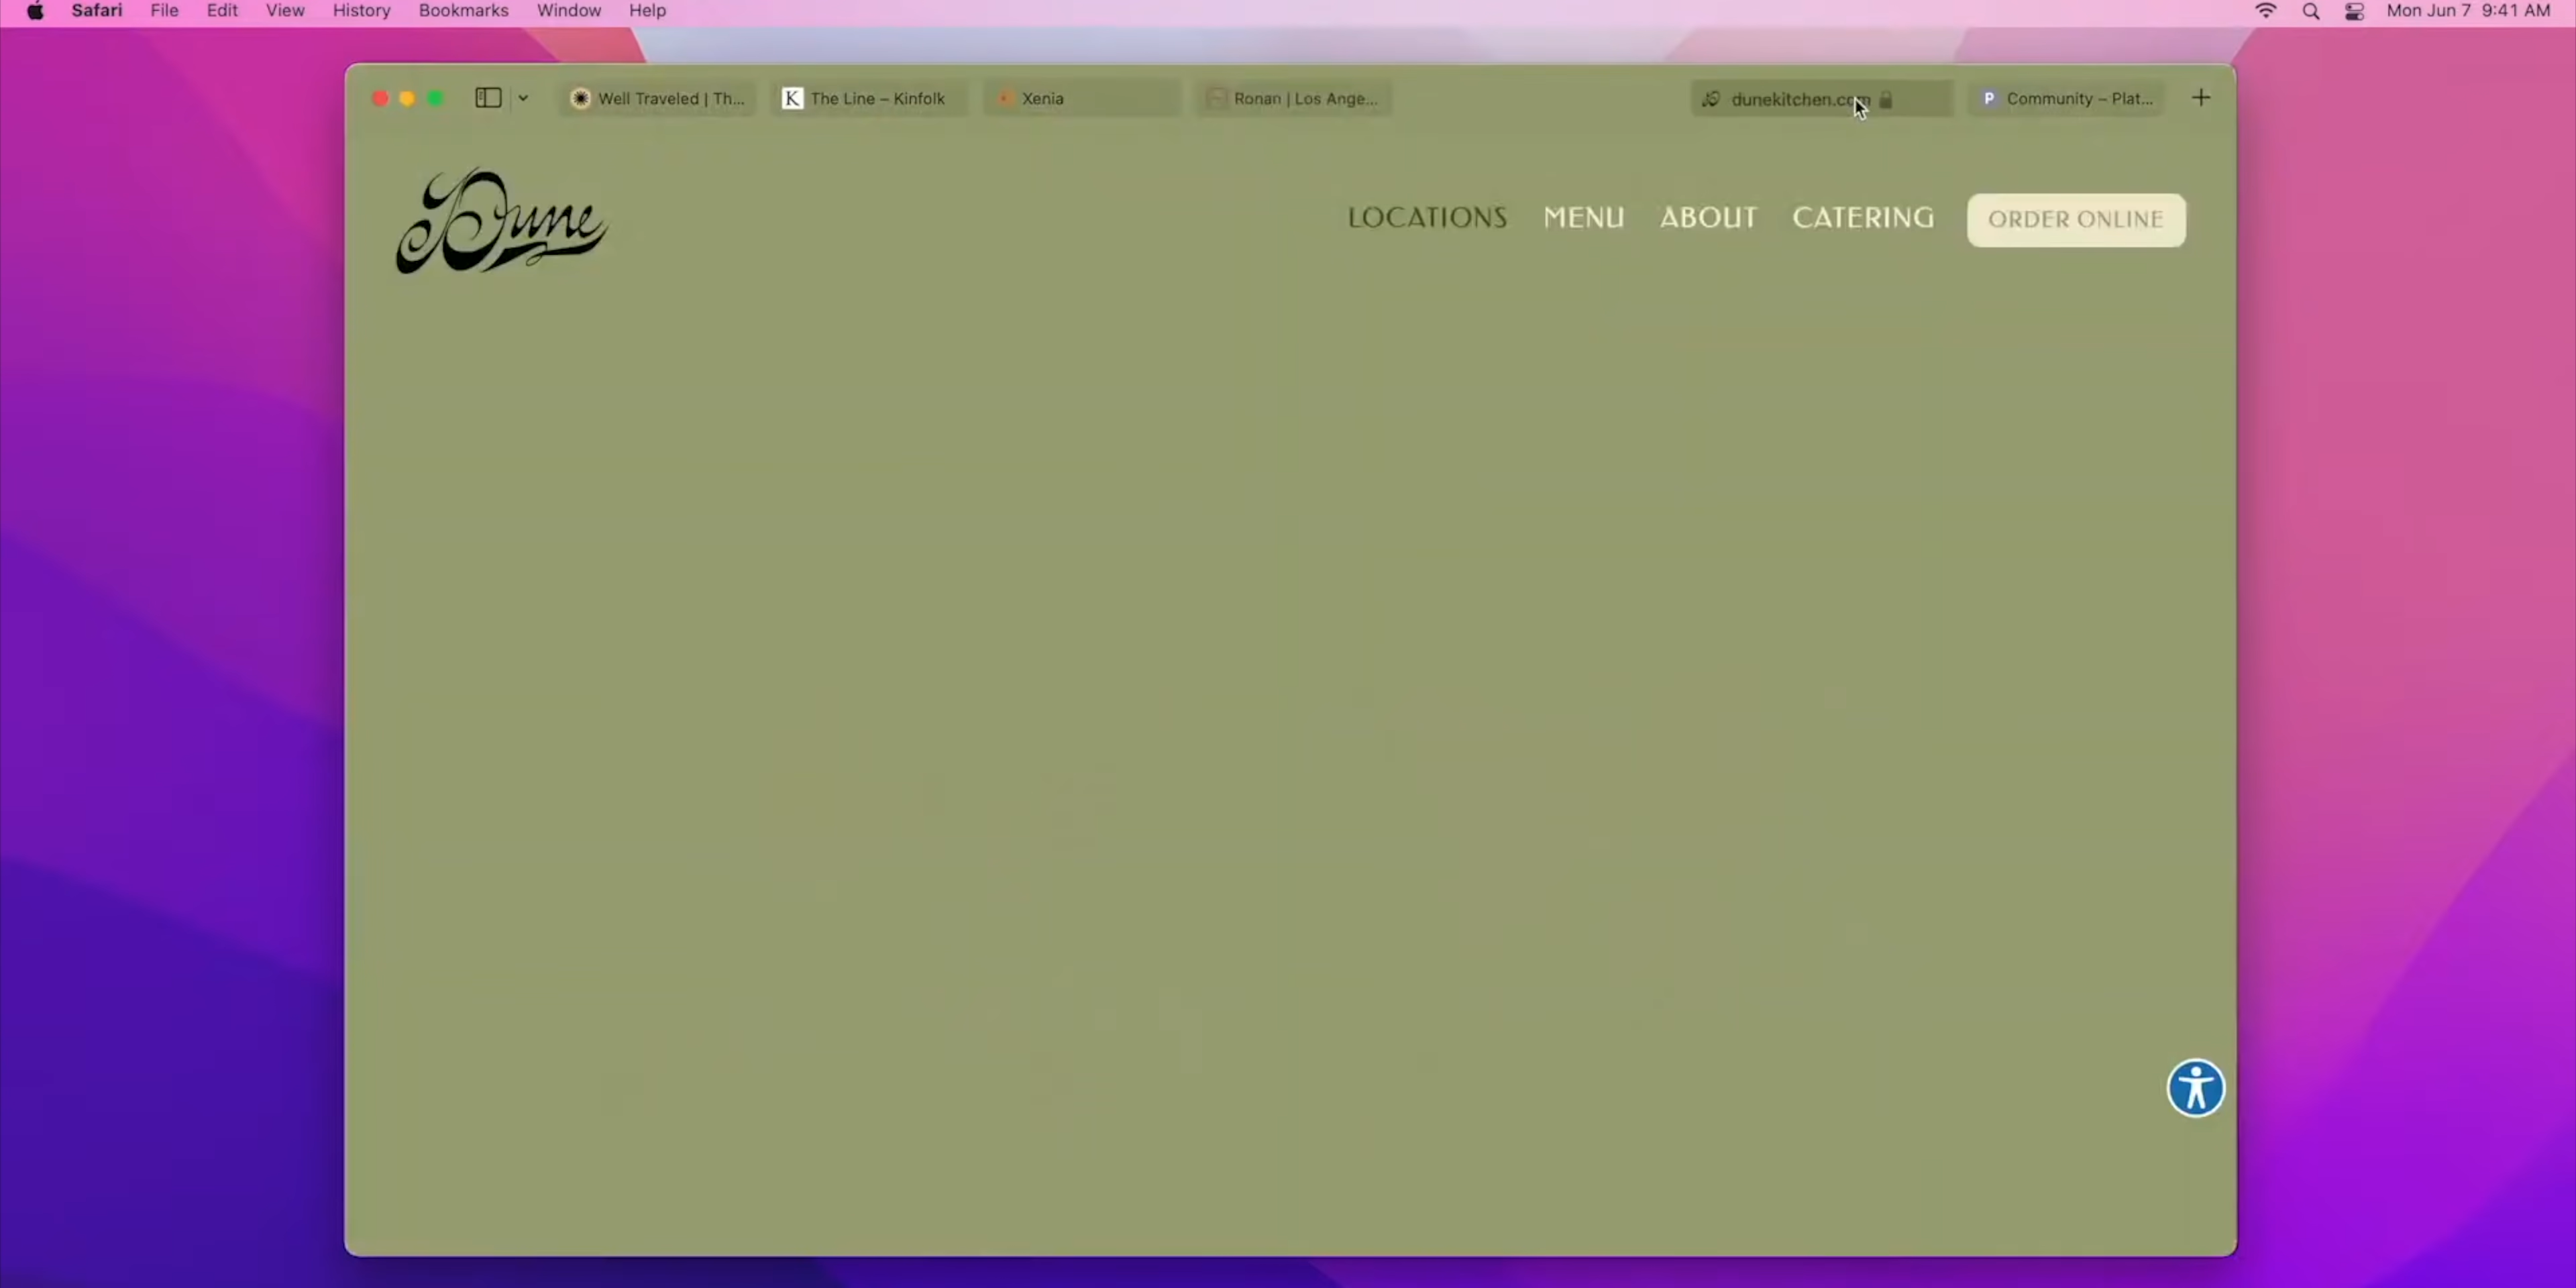 Safari File Edit View History Bookmarks Window Help Mon Jun 7 9:41 AM
Well Traveled | Th... K The Line – Kinfolk Xenia Ronan | Los Ange... dunekitchen.com P Community – Plat...
Dune LOCATIONS MENU ABOUT CATERING ORDER ONLINE